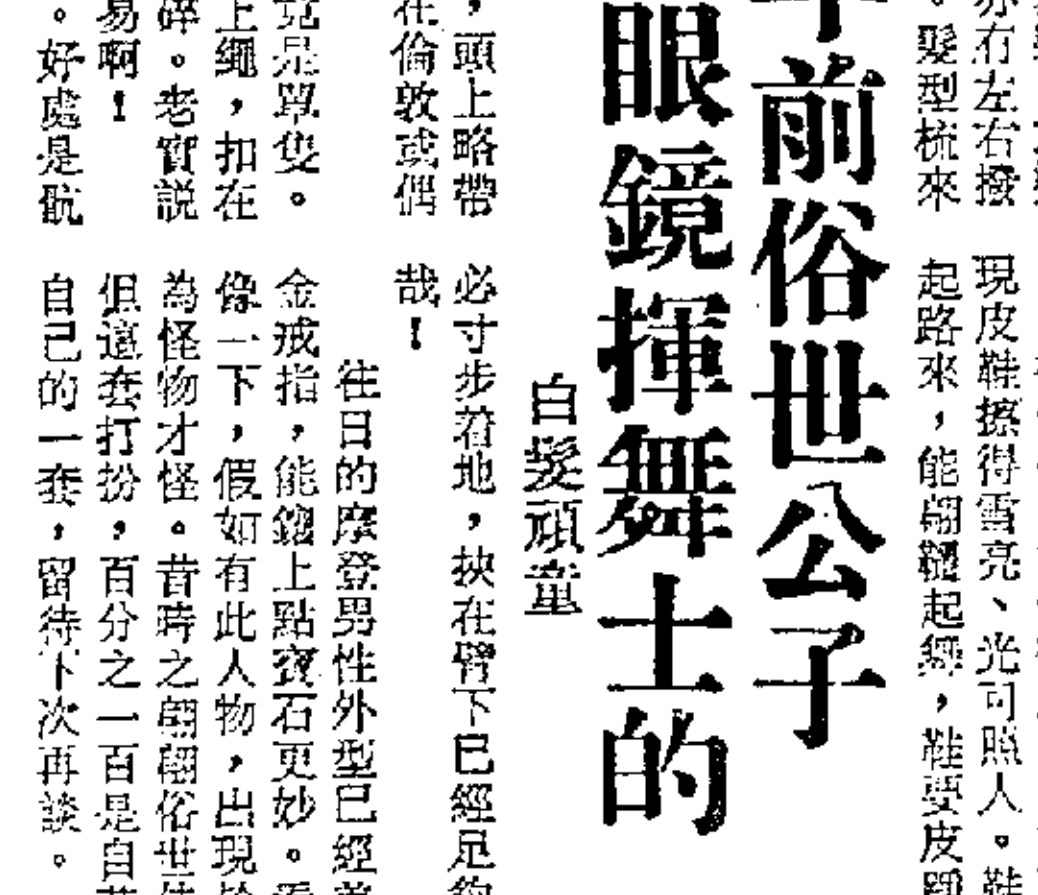 亦有左右撥
。髮型梳來
現皮鞋擦得雪亮、光可照人。鞋
起路來，能翩韆起舞，鞋要皮
前俗世公子
眼鏡揮舞士的
白髮頑童
，頭上略帶
在倫敦或偶
必寸步着地，挾在臂下已經足夠
哉！
往日的摩登男性外型已經
竟是單隻。
上繩，扣在
碎。老實說
易啊！
。好處是
金戒指，能鑲上點寶石更妙。
像一下，假如有此人物，出現於
為怪物才怪。昔時之翩翩俗世佳
但這套打扮，百分之一百是自
自己的一套，留待下次再談。